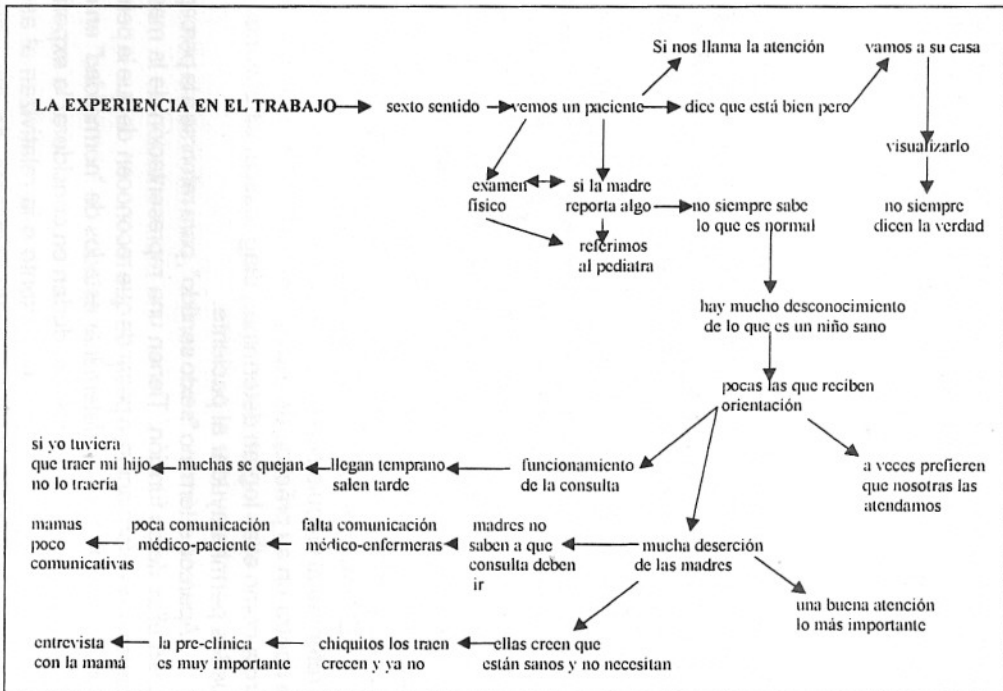 Si nos llama la atención
vamos a su casa
LA EXPERIENCIA EN EL TRABAJO
sexto sentido
vemos un paciente
dice que está bien pero
visualizarlo
examen
físico
si la madre
reporta algo
no siempre sabe
lo que es normal
no siempre
dicen la verdad
referimos
al pediatra
hay mucho desconocimiento
de lo que es un niño sano
pocas las que reciben
orientación
si yo tuviera
que traer mi hijo
no lo traería
muchas se quejan
llegan temprano
salen tarde
funcionamiento
de la consulta
a veces prefieren
que nosotras las
atendamos
mamas
poco
comunicativas
poca comunicación
médico-paciente
falta comunicación
médico-enfermeras
madres no
saben a que
consulta deben
ir
mucha deserción
de las madres
una buena atención
lo más importante
entrevista
con la mamá
la pre-clínica
es muy importante
chiquitos los traen
crecen y ya no
ellas creen que
están sanos y no necesitan